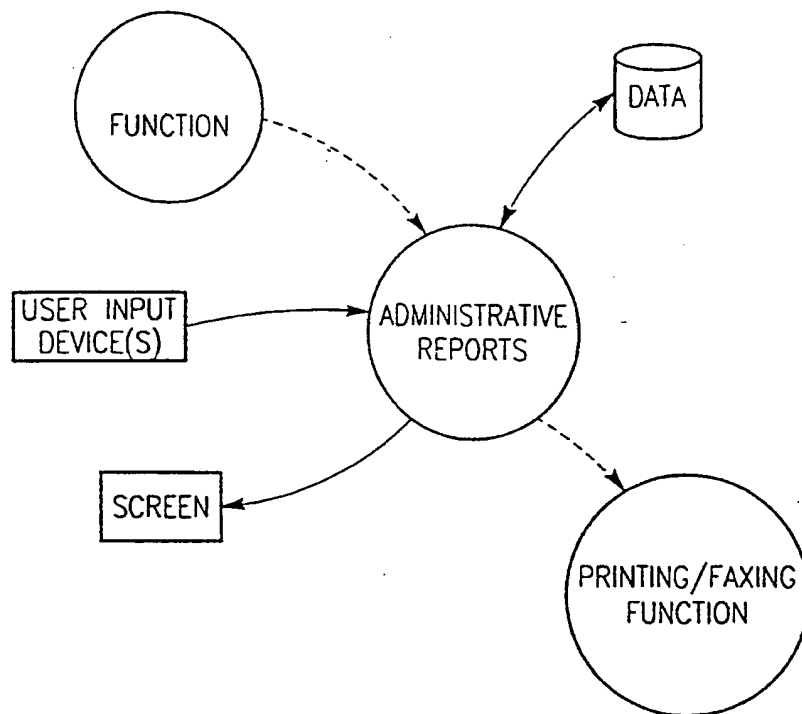 FUNCTION
DATA
USER INPUT
DEVICE(S)
ADMINISTRATIVE
REPORTS
SCREEN
PRINTING/FAXING
FUNCTION